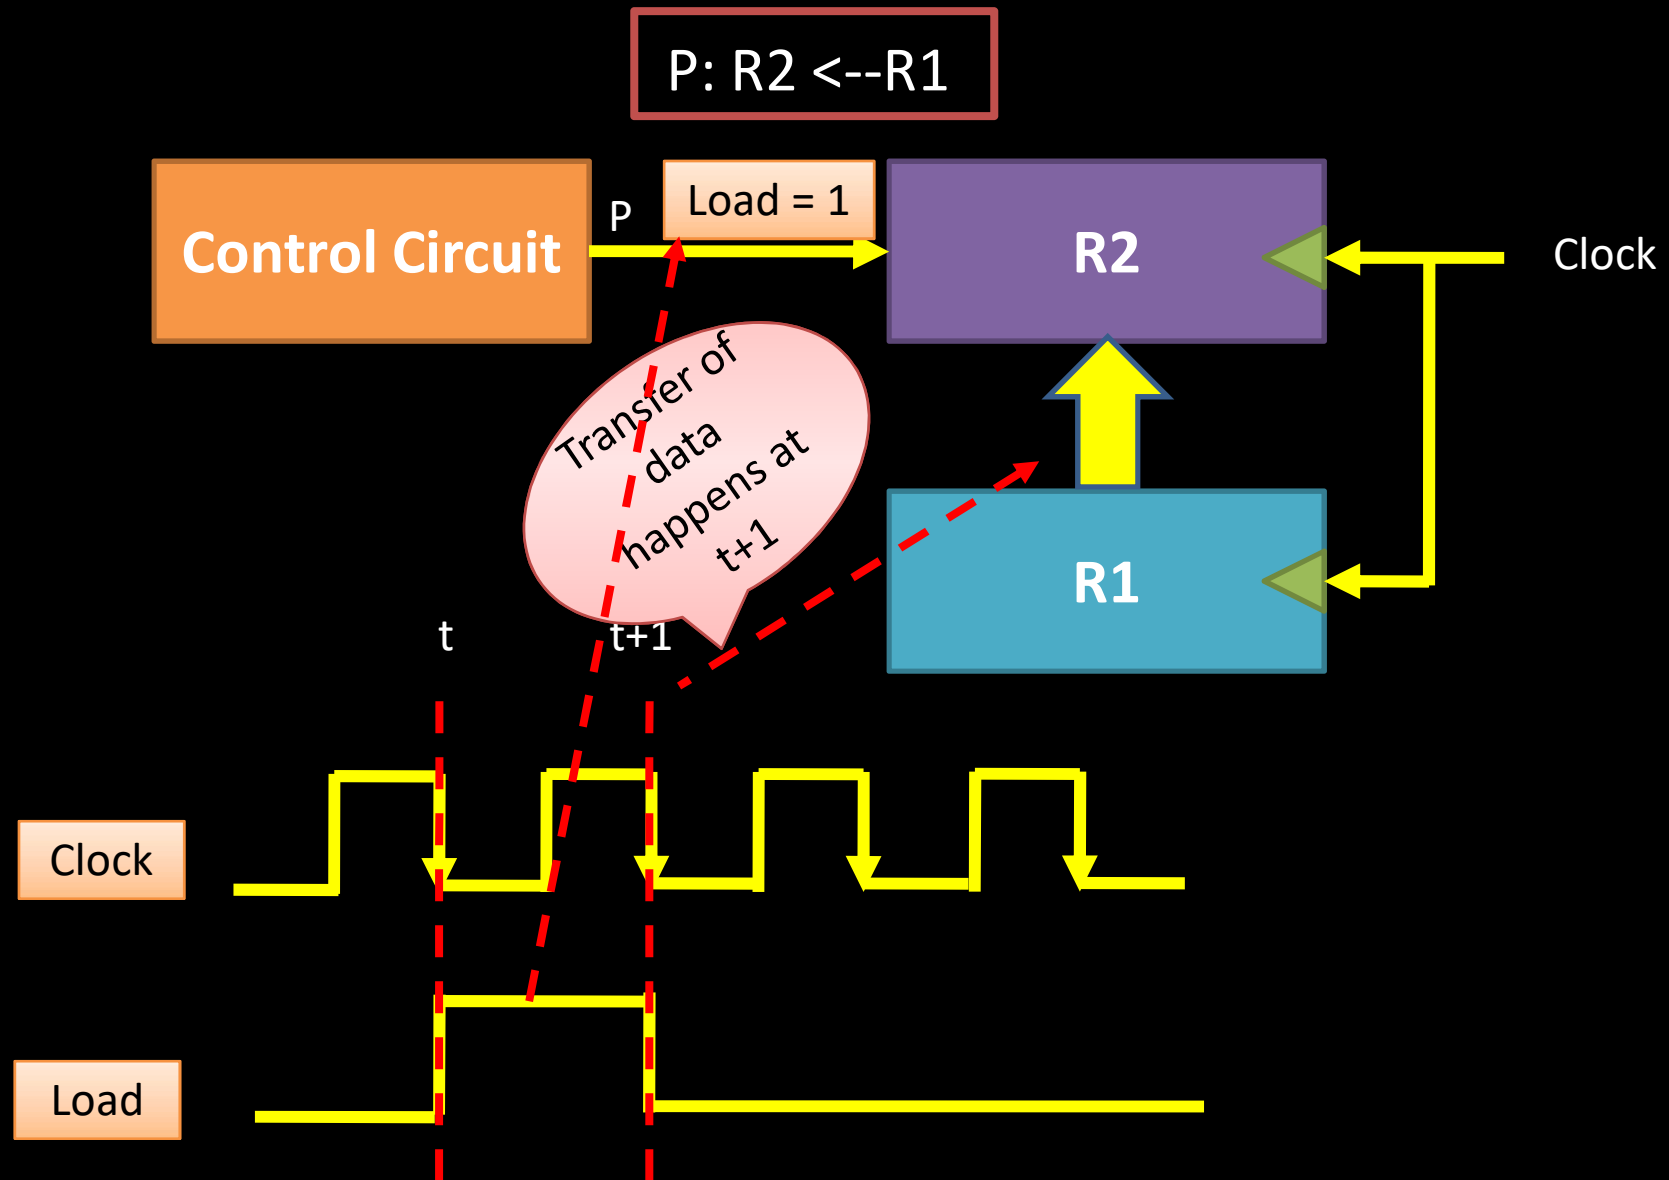 P: R2 <--R1
Control Circuit
P
Load = 1
R2
Clock
Transfer of
data
happens at
t+1
R1
t
t+1
Clock
Load